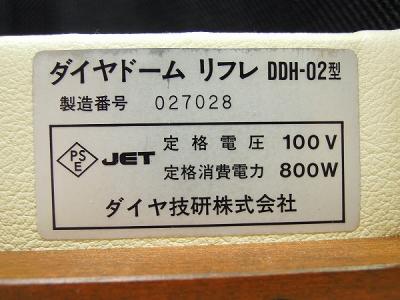 ダイヤドーム リフレ DDH-02型
製造番号 027028
PSE JET 定格電圧 100V
定格消費電力 800W
ダイヤ技研株式会社